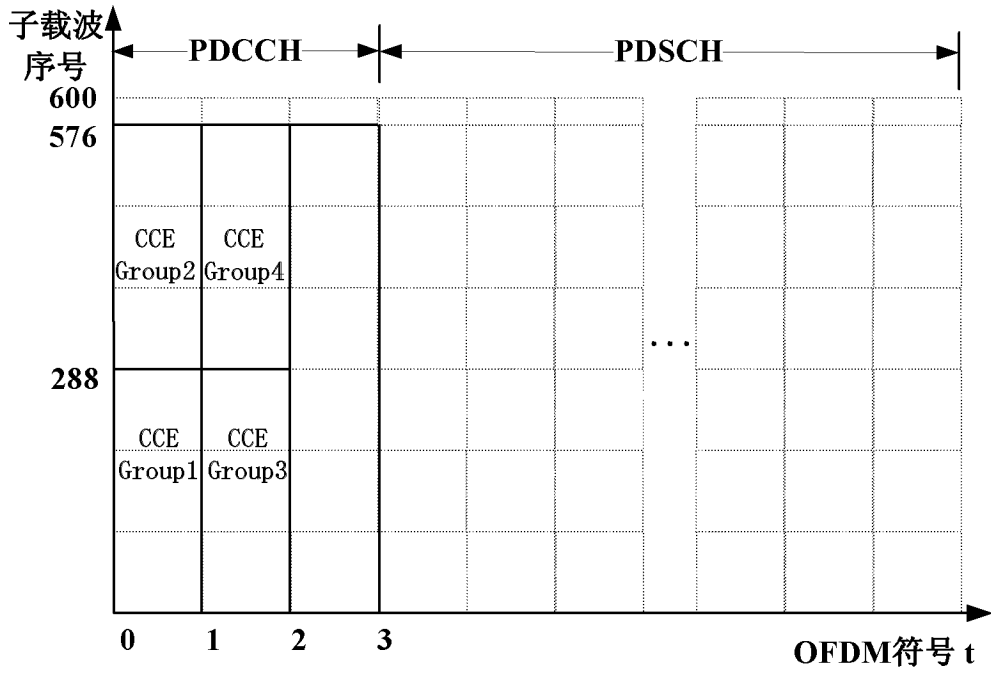 子载波
序号
PDCCH
PDSCH
600
576
CCE
Group2
CCE
Group4
...
288
CCE
Group1
CCE
Group3
0
1
2
3
OFDM符号 t